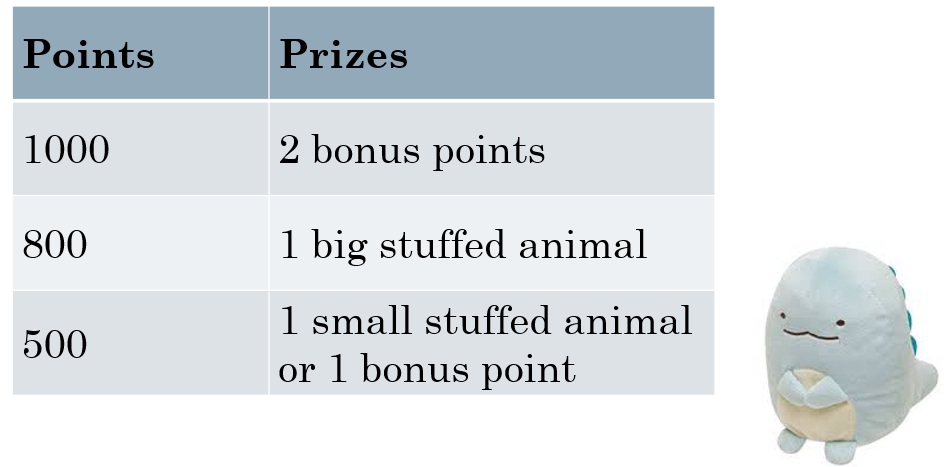 Points Prizes
1000 2 bonus points
800 1 big stuffed animal
500 1 small stuffed animal
or 1 bonus point